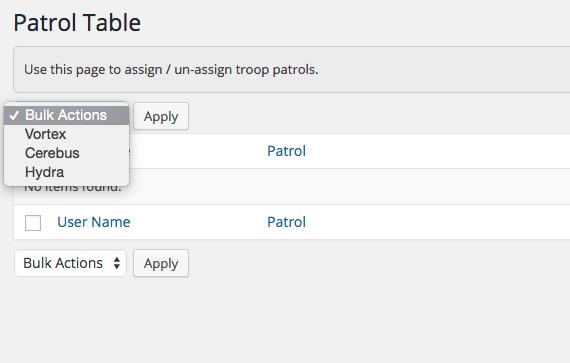 Patrol Table
Use this page to assign / un-assign troop patrols.
✓ Bulk Actions
Vortex
Cerebus
Hydra
Apply
Patrol
No items found.
User Name Patrol
Bulk Actions Apply